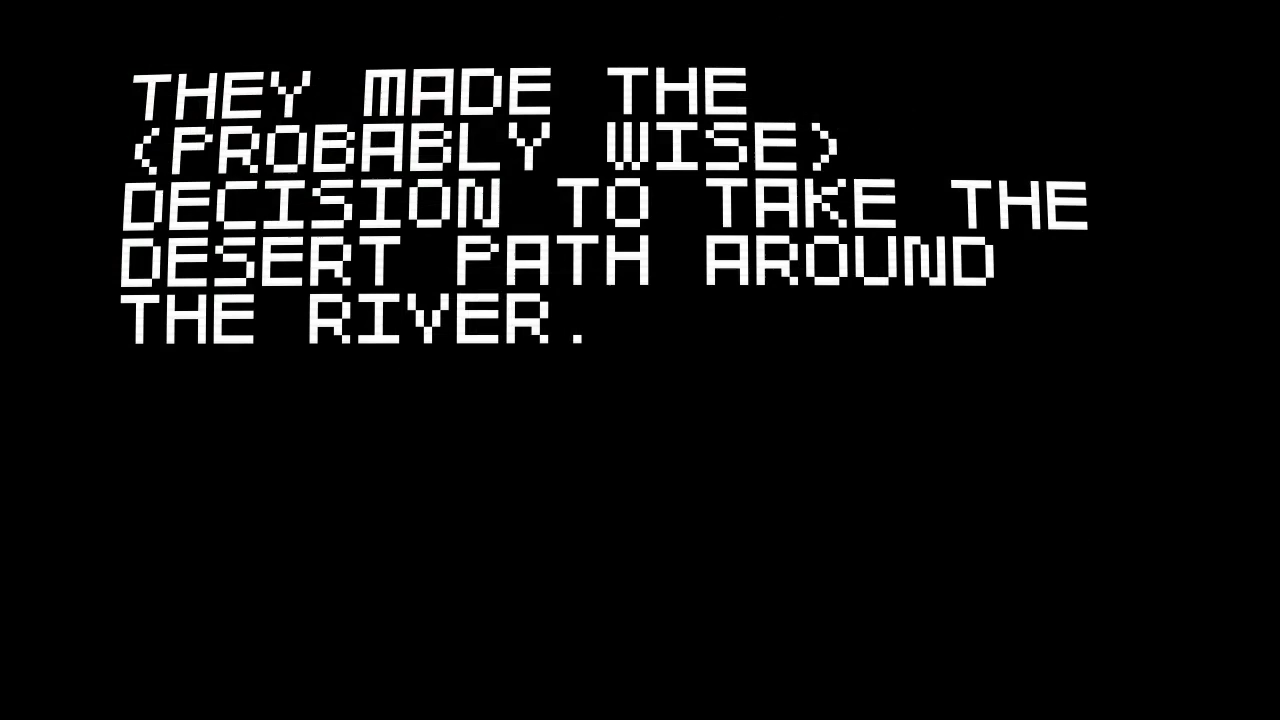 THEY MADE THE
(PROBABLY WISE)
DECISION TO TAKE THE
DESERT PATH AROUND
THE RIVER.